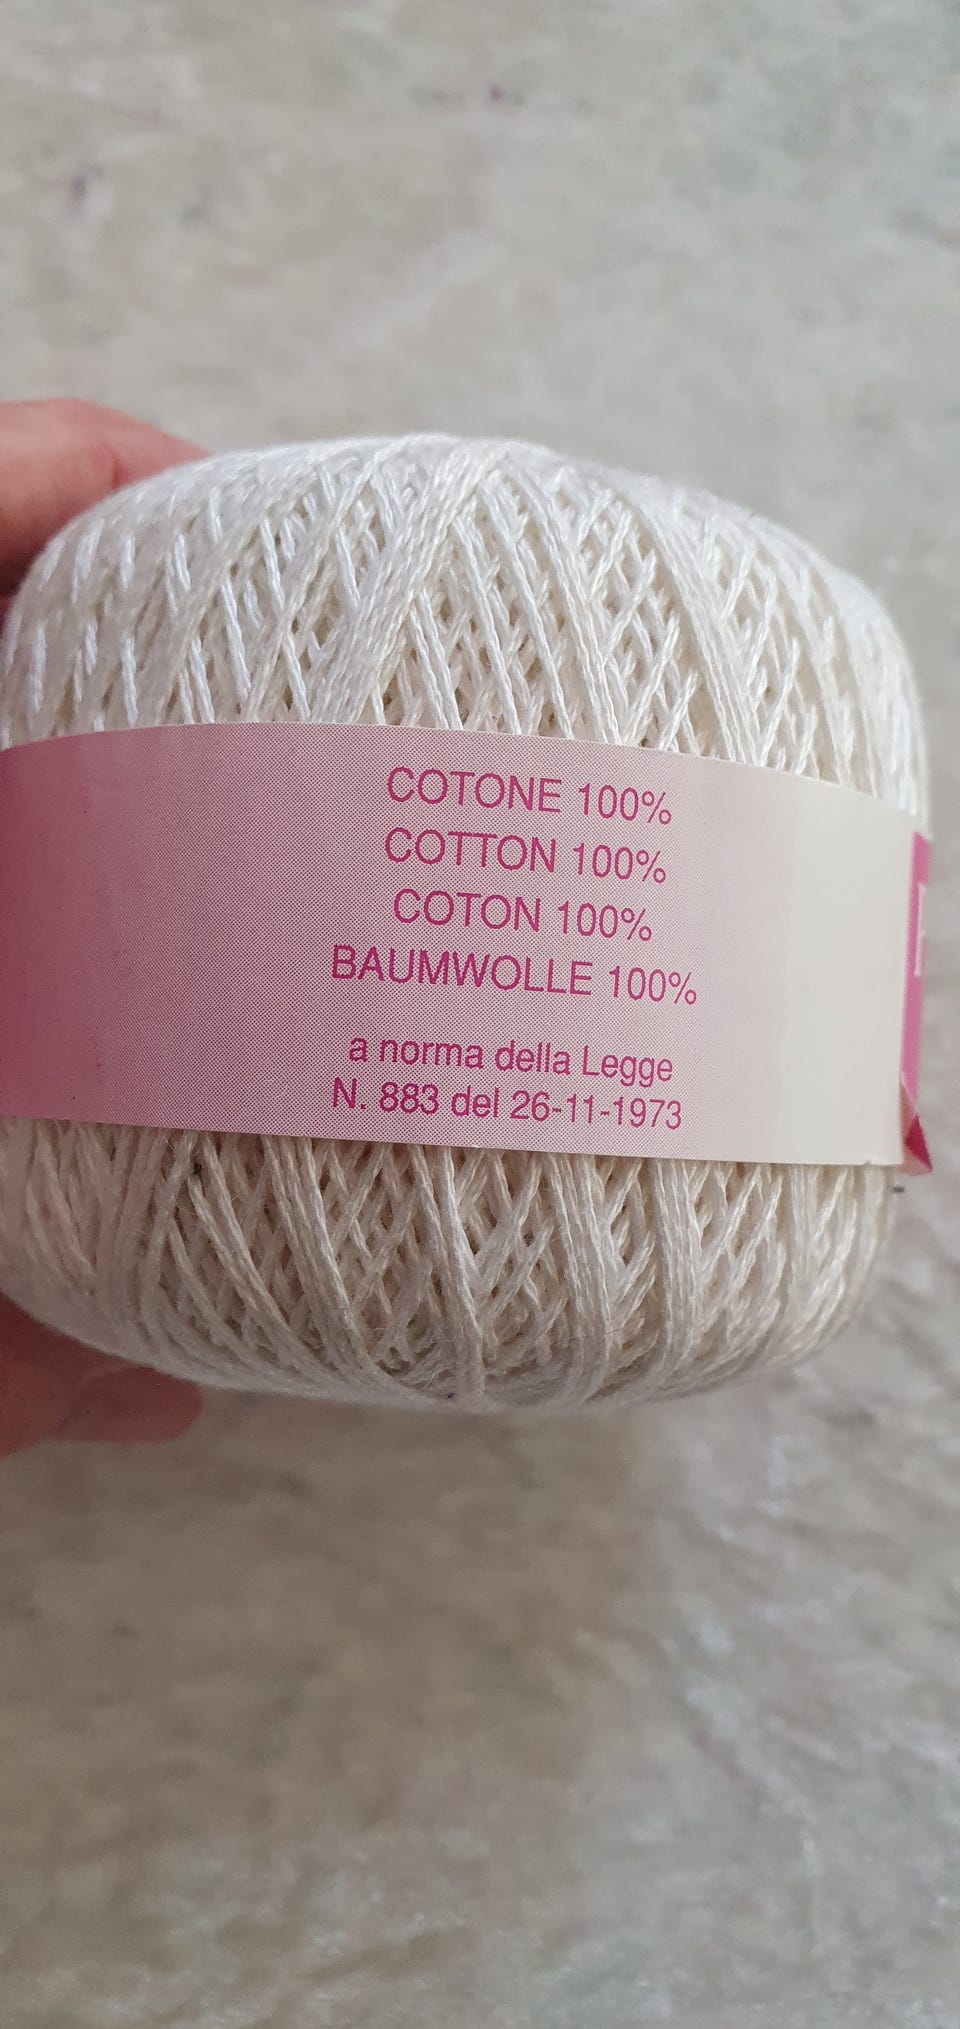 COTONE 100%
COTTON 100%
COTON 100%
BAUMWOLLE 100%
a norma della Legge
N. 883 del 26-11-1973